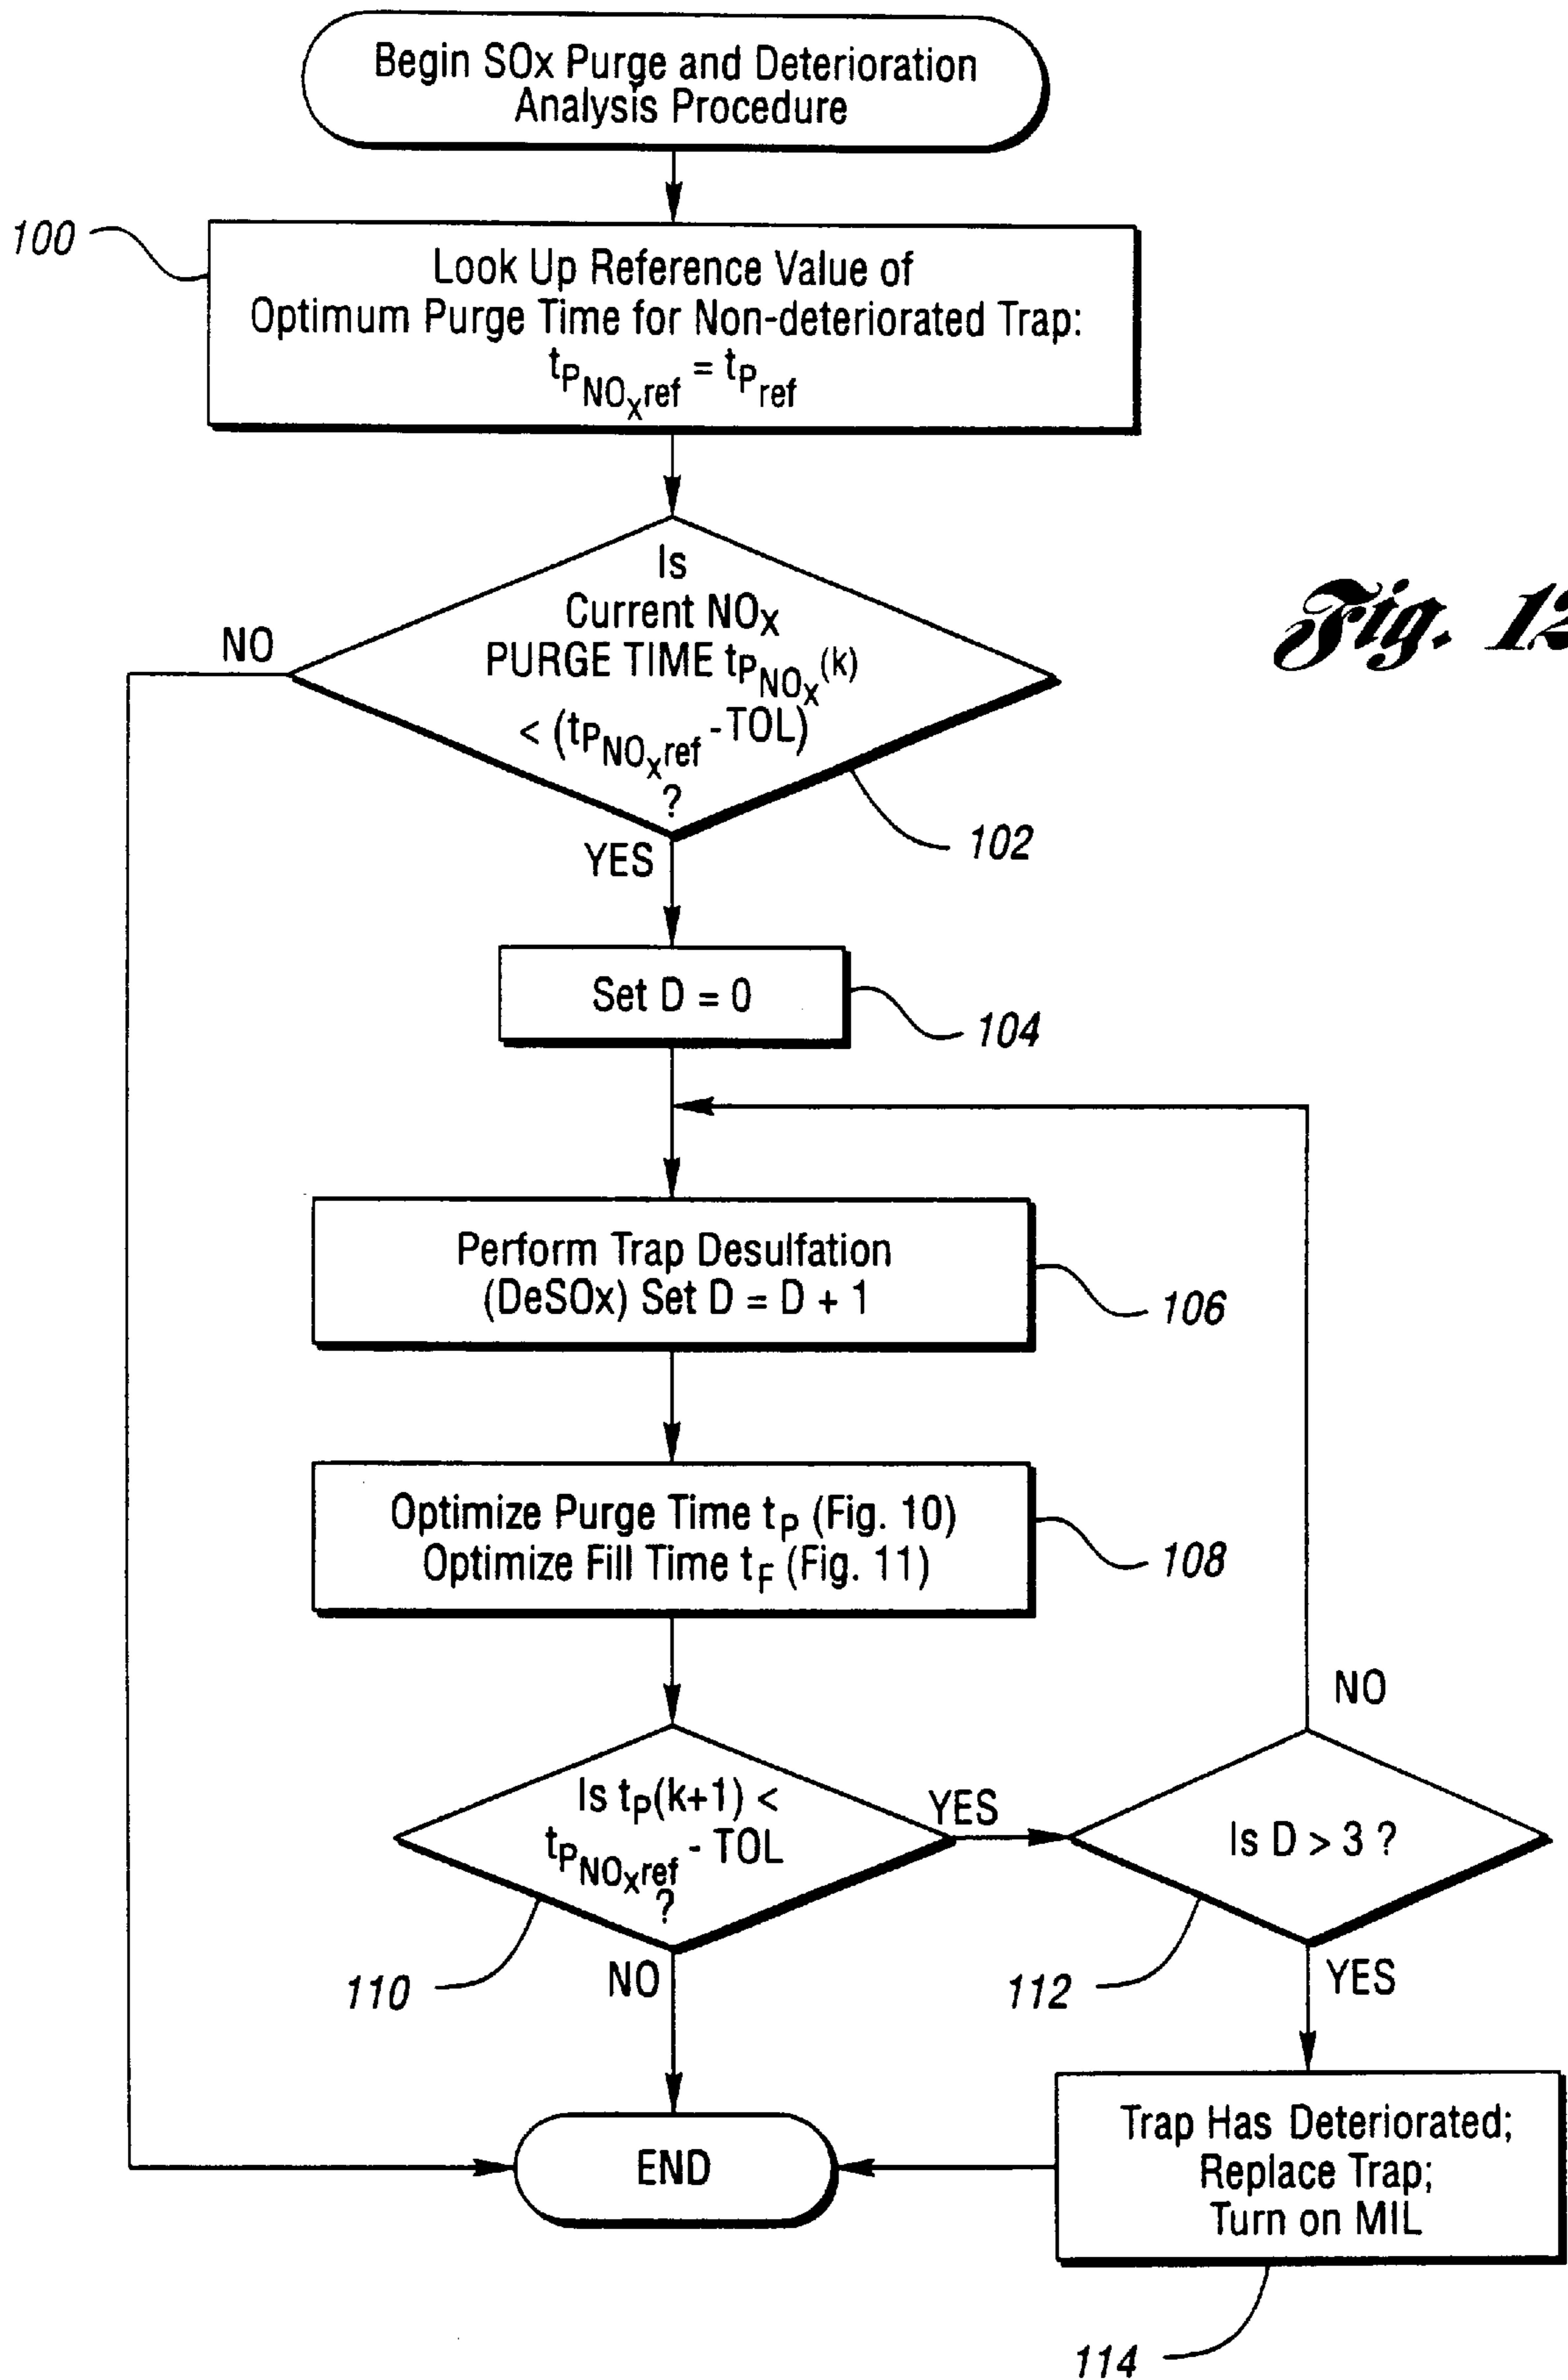 Begin SOx Purge and Deterioration
Analysis Procedure
100
Look Up Reference Value of
Optimum Purge Time for Non-deteriorated Trap:
tPNOxref = tPref
Is
Current NOx
PURGE TIME tPNOx(k)
< (tPNOxref - TOL)
?
NO
102
YES
Fig. 12
Set D = 0
104
Perform Trap Desulfation
(DeSOx) Set D = D + 1
106
Optimize Purge Time tP (Fig. 10)
Optimize Fill Time tF (Fig. 11)
108
Is tP(k+1) <
tPNOxref - TOL
?
YES
110
NO
Is D > 3 ?
NO
112
YES
Trap Has Deteriorated;
Replace Trap;
Turn on MIL
114
END